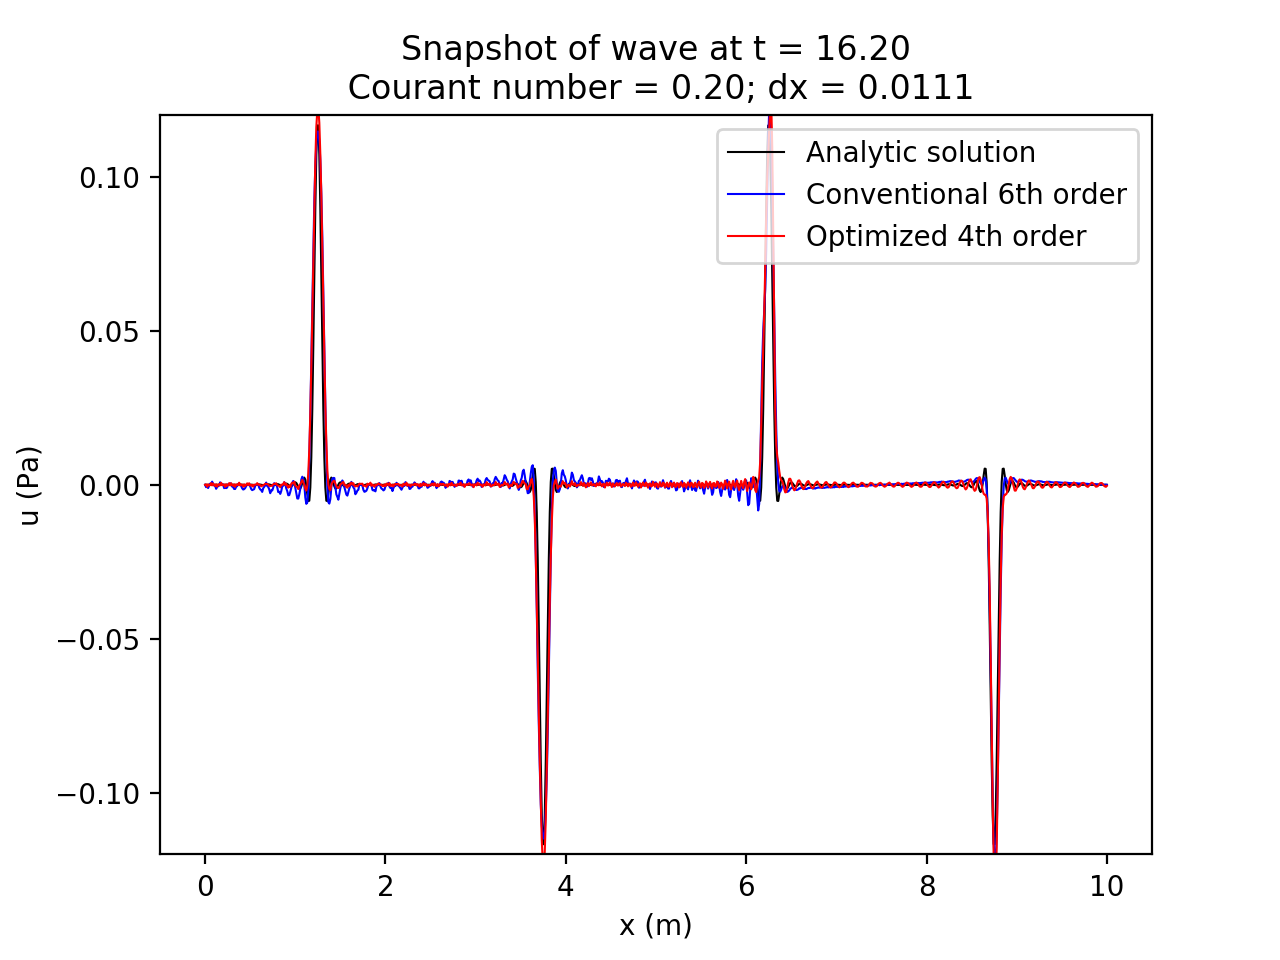 Snapshot of wave at t = 16.20
Courant number = 0.20; dx = 0.0111
Analytic solution
Conventional 6th order
Optimized 4th order
0.10
0.05
0.00
−0.05
−0.10
u (Pa)
0 2 4 6 8 10
x (m)